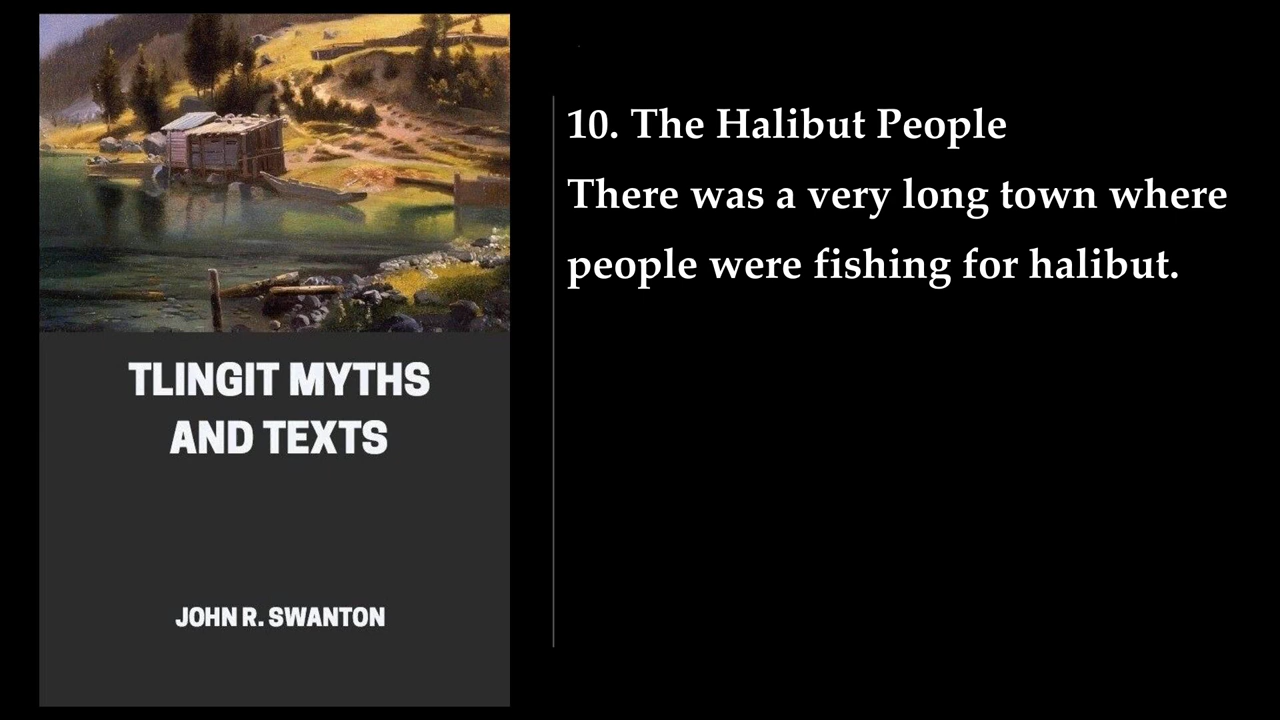 TLINGIT MYTHS
AND TEXTS
JOHN R. SWANTON
10. The Halibut People
There was a very long town where
people were fishing for halibut.